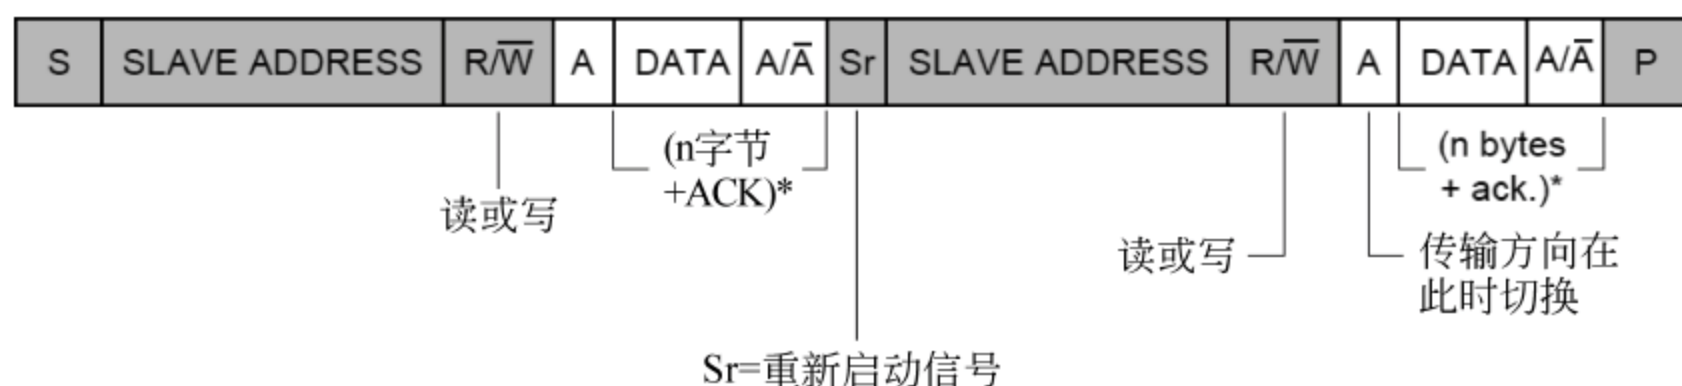 S SLAVE ADDRESS R/W̅ A DATA A/A̅ Sr SLAVE ADDRESS R/W̅ A DATA A/A̅ P
(n字节
+ACK)*
(n bytes
+ ack.)*
读或写
读或写
传输方向在
此时切换
Sr=重新启动信号